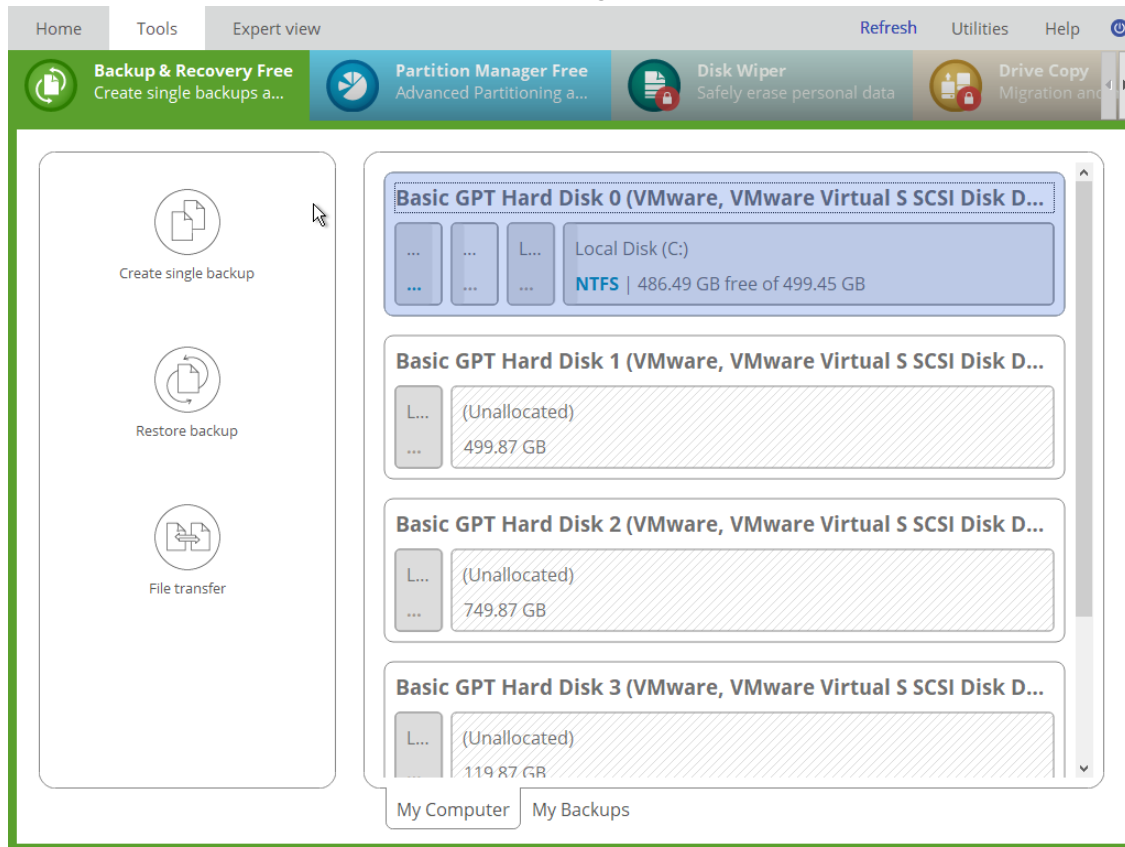 Home Tools Expert view Refresh Utilities Help
Backup & Recovery Free
Create single backups a...
Partition Manager Free
Advanced Partitioning a...
Disk Wiper
Safely erase personal data
Drive Copy
Migration and
Create single backup
Restore backup
File transfer
Basic GPT Hard Disk 0 (VMware, VMware Virtual S SCSI Disk D...
... ... L... Local Disk (C:)
... ... ... NTFS | 486.49 GB free of 499.45 GB
Basic GPT Hard Disk 1 (VMware, VMware Virtual S SCSI Disk D...
L... (Unallocated)
... 499.87 GB
Basic GPT Hard Disk 2 (VMware, VMware Virtual S SCSI Disk D...
L... (Unallocated)
... 749.87 GB
Basic GPT Hard Disk 3 (VMware, VMware Virtual S SCSI Disk D...
L... (Unallocated)
... 119.87 GB
My Computer My Backups